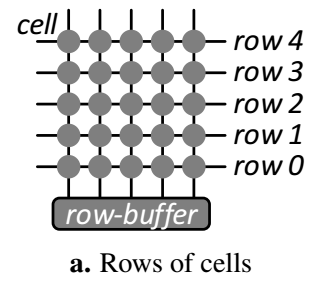 cell
row 4
row 3
row 2
row 1
row 0
row-buffer
a. Rows of cells